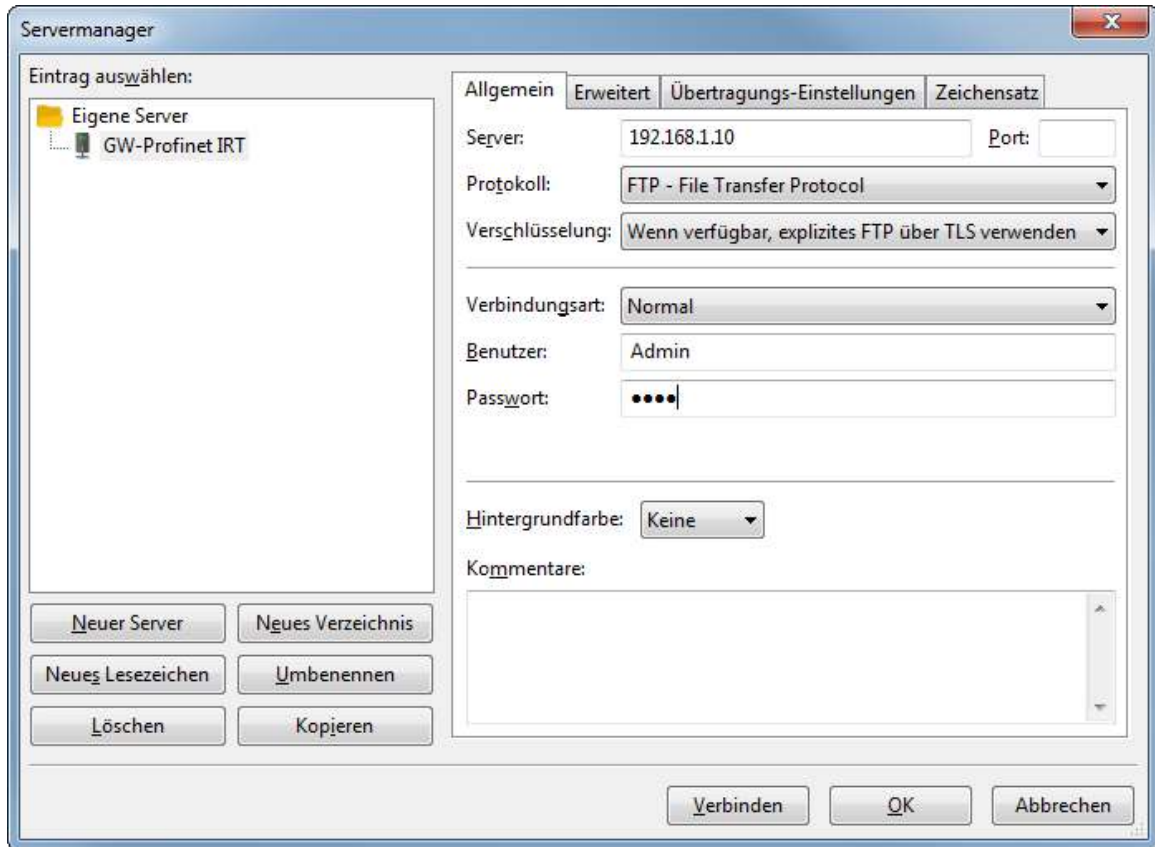 Servermanager
Eintrag auswählen:
Eigene Server
GW-Profinet IRT
Neuer Server
Neues Verzeichnis
Neues Lesezeichen
Umbenennen
Löschen
Kopieren
Allgemein
Erweitert
Übertragungs-Einstellungen
Zeichensatz
Server: 192.168.1.10 Port:
Protokoll: FTP - File Transfer Protocol
Verschlüsselung: Wenn verfügbar, explizites FTP über TLS verwenden
Verbindungsart: Normal
Benutzer: Admin
Passwort: ••••
Hintergrundfarbe: Keine
Kommentare:
Verbinden
OK
Abbrechen